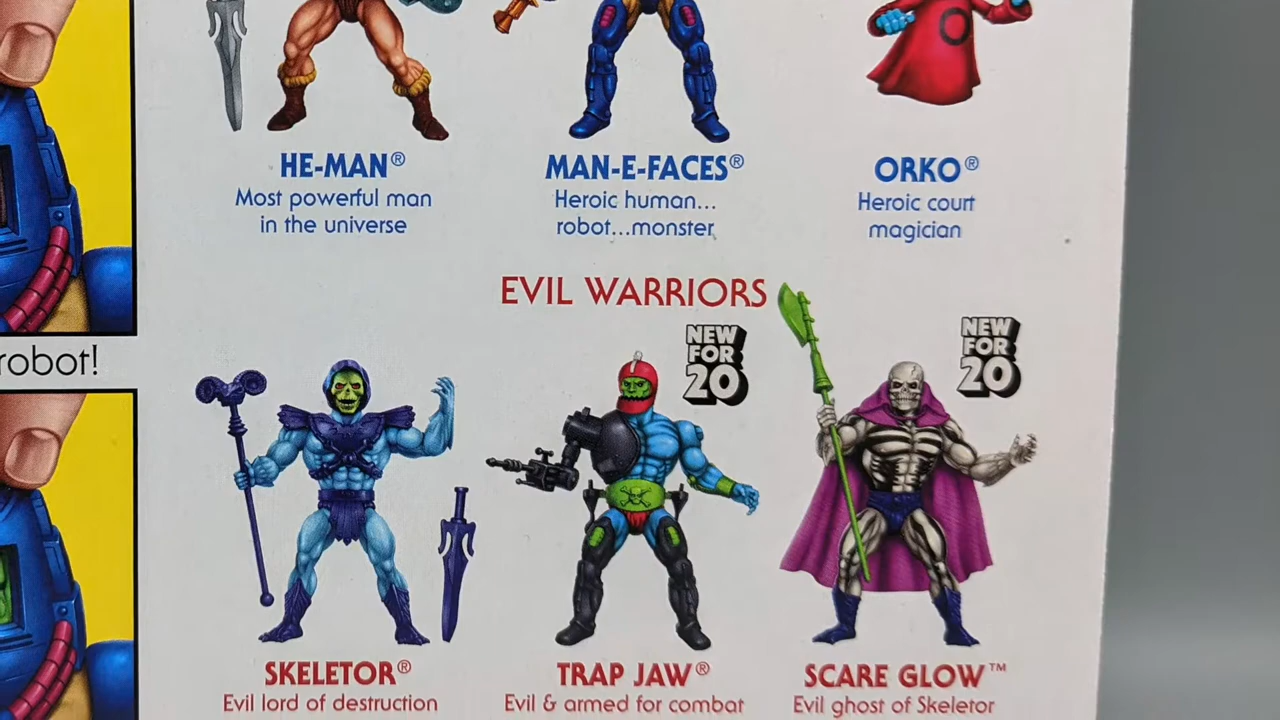 HE-MAN®
Most powerful man
in the universe
MAN-E-FACES®
Heroic human...
robot...monster
ORKO®
Heroic court
magician
EVIL WARRIORS
robot!
NEW
FOR
20
NEW
FOR
20
SKELETOR®
Evil lord of destruction
TRAP JAW®
Evil & armed for combat
SCARE GLOW™
Evil ghost of Skeletor